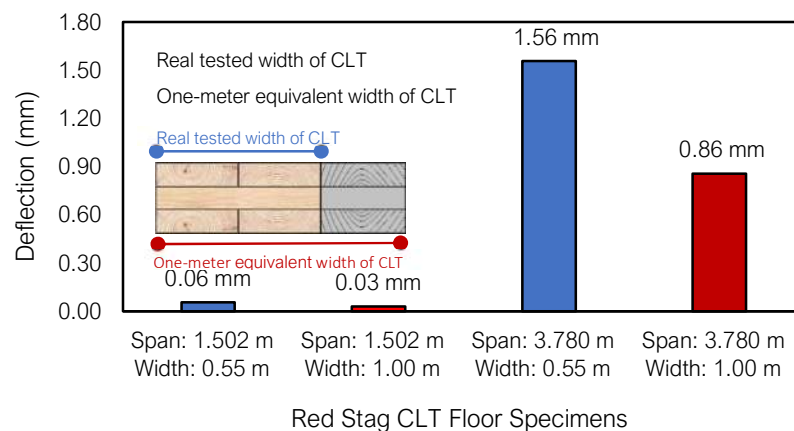 1.80
1.50
1.20
0.90
0.60
0.30
0.00
Deflection (mm)
Real tested width of CLT
One-meter equivalent width of CLT
Real tested width of CLT
One-meter equivalent width of CLT
0.06 mm
0.03 mm
1.56 mm
0.86 mm
Span: 1.502 m
Width: 0.55 m
Span: 1.502 m
Width: 1.00 m
Span: 3.780 m
Width: 0.55 m
Span: 3.780 m
Width: 1.00 m
Red Stag CLT Floor Specimens